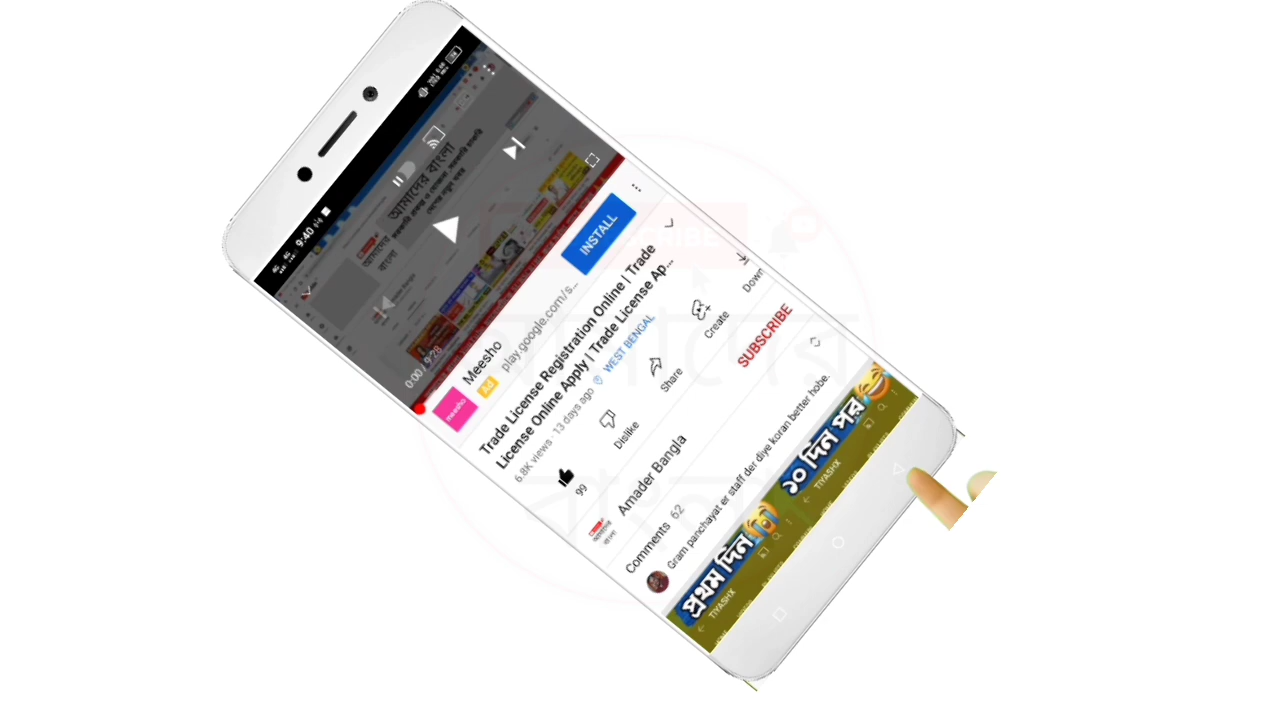 9:40
আমাদের বাংলা
0:00 / 9:28
meesho
Meesho
Ad
play.google.com/s...
INSTALL
Trade License Registration Online | Trade
License Online Apply | Trade License Ap...
6.8K views · 13 days ago
WEST BENGAL
99
Dislike
Share
Create
Down
Amader Bangla
SUBSCRIBE
Comments 62
Gram panchayat er staff der diye koran better hobe.
প্রথম দিন
১০ দিন পর
TIYASHX
TIYASHX